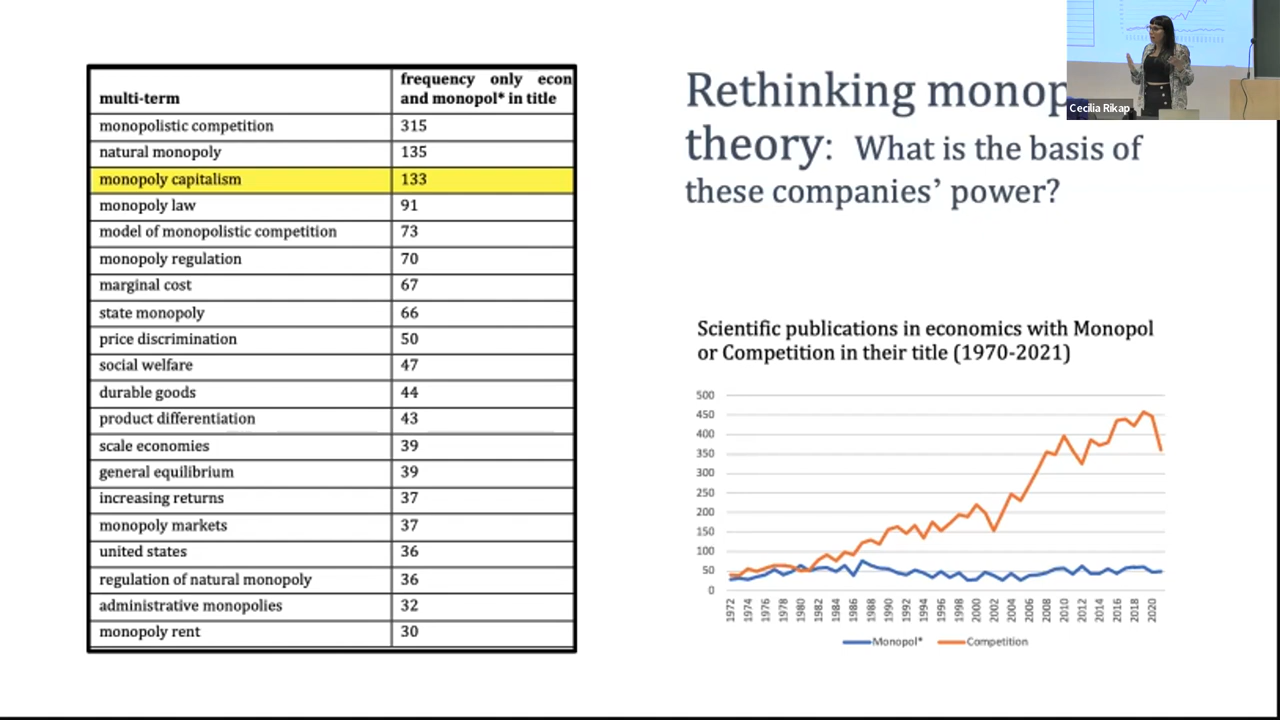 multi-term frequency only econ and monopol* in title
monopolistic competition 315
natural monopoly 135
monopoly capitalism 133
monopoly law 91
model of monopolistic competition 73
monopoly regulation 70
marginal cost 67
state monopoly 66
price discrimination 50
social welfare 47
durable goods 44
product differentiation 43
scale economies 39
general equilibrium 39
increasing returns 37
monopoly markets 37
united states 36
regulation of natural monopoly 36
administrative monopolies 32
monopoly rent 30
Rethinking monop
theory: What is the basis of
these companies’ power?
Cecilia Rikap
Scientific publications in economics with Monopol
or Competition in their title (1970-2021)
500
450
400
350
300
250
200
150
100
50
0
1972 1974 1976 1978 1980 1982 1984 1986 1988 1990 1992 1994 1996 1998 2000 2002 2004 2006 2008 2010 2012 2014 2016 2018 2020
Monopol* Competition